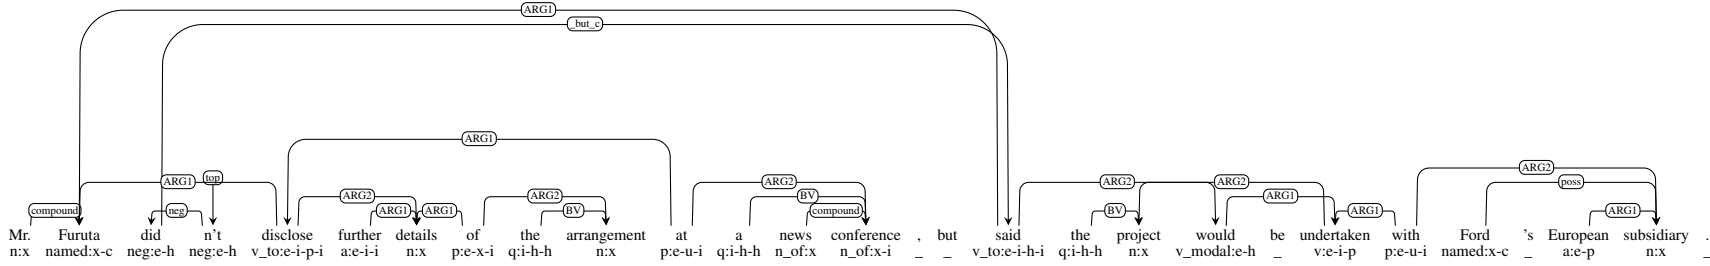 ARG1
_but_c
ARG1
ARG2
ARG1 top ARG2 ARG2 ARG2 ARG2 ARG2 poss
BV ARG1
compound neg ARG1 ARG1 BV compound BV ARG1 ARG1
Mr. Furuta did n't disclose further details of the arrangement at a news conference , but said the project would be undertaken with Ford 's European subsidiary .
n:x named:x-c neg:e-h neg:e-h v_to:e-i-p-i a:e-i-i n:x p:e-x-i q:i-h-h n:x p:e-u-i q:i-h-h n_of:x n_of:x-i _ _ v_to:e-i-h-i q:i-h-h n:x v_modal:e-h _ v:e-i-p p:e-u-i named:x-c _ a:e-p n:x _